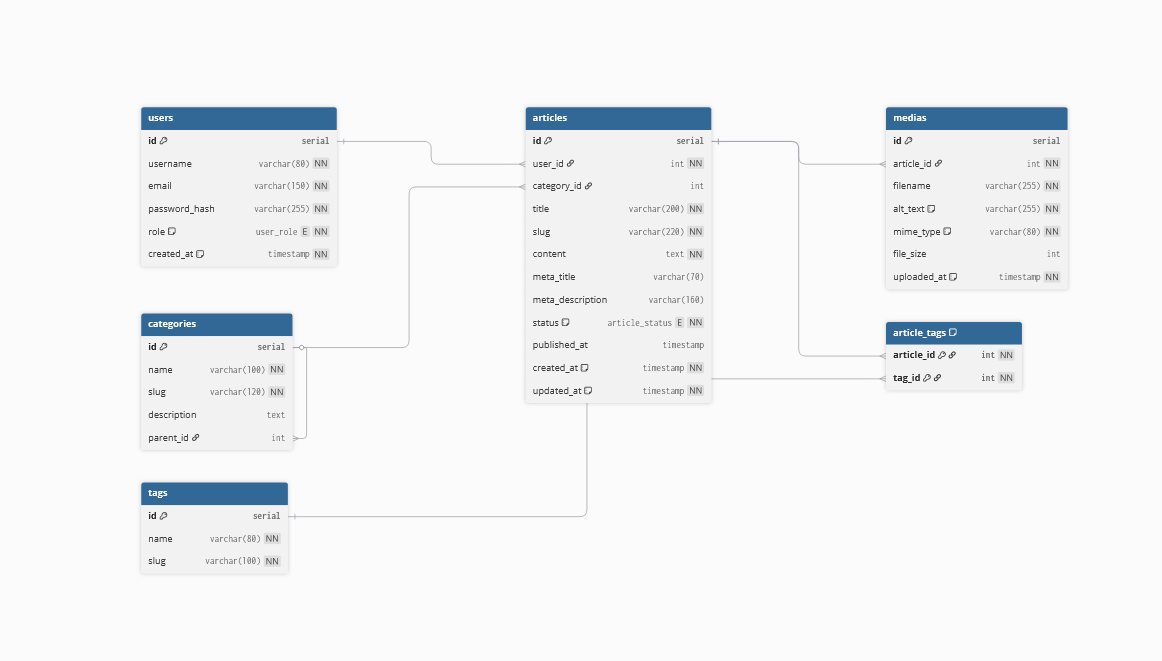 users
id serial
username varchar(80) NN
email varchar(150) NN
password_hash varchar(255) NN
role user_role E NN
created_at timestamp NN
categories
id serial
name varchar(100) NN
slug varchar(120) NN
description text
parent_id int
tags
id serial
name varchar(80) NN
slug varchar(100) NN
articles
id serial
user_id int NN
category_id int
title varchar(200) NN
slug varchar(220) NN
content text NN
meta_title varchar(70)
meta_description varchar(160)
status article_status E NN
published_at timestamp
created_at timestamp NN
updated_at timestamp NN
medias
id serial
article_id int NN
filename varchar(255) NN
alt_text varchar(255) NN
mime_type varchar(80) NN
file_size int
uploaded_at timestamp NN
article_tags
article_id int NN
tag_id int NN